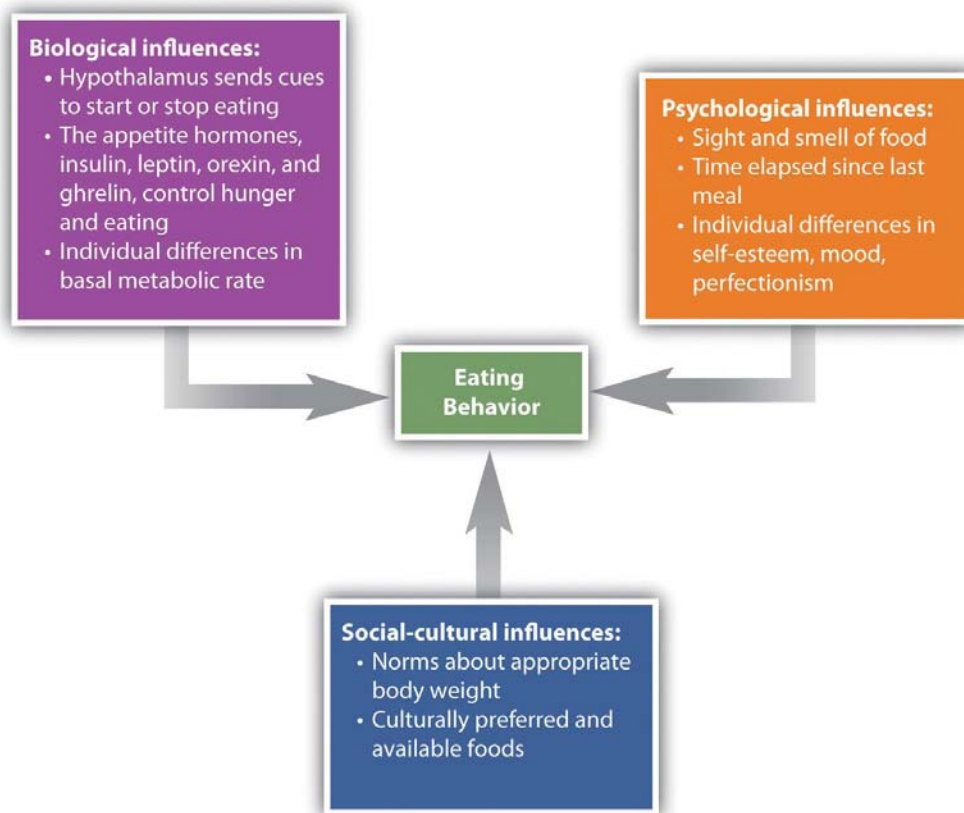 Biological influences:
• Hypothalamus sends cues
to start or stop eating
• The appetite hormones,
insulin, leptin, orexin, and
ghrelin, control hunger
and eating
• Individual differences in
basal metabolic rate
Psychological influences:
• Sight and smell of food
• Time elapsed since last
meal
• Individual differences in
self-esteem, mood,
perfectionism
Eating
Behavior
Social-cultural influences:
• Norms about appropriate
body weight
• Culturally preferred and
available foods